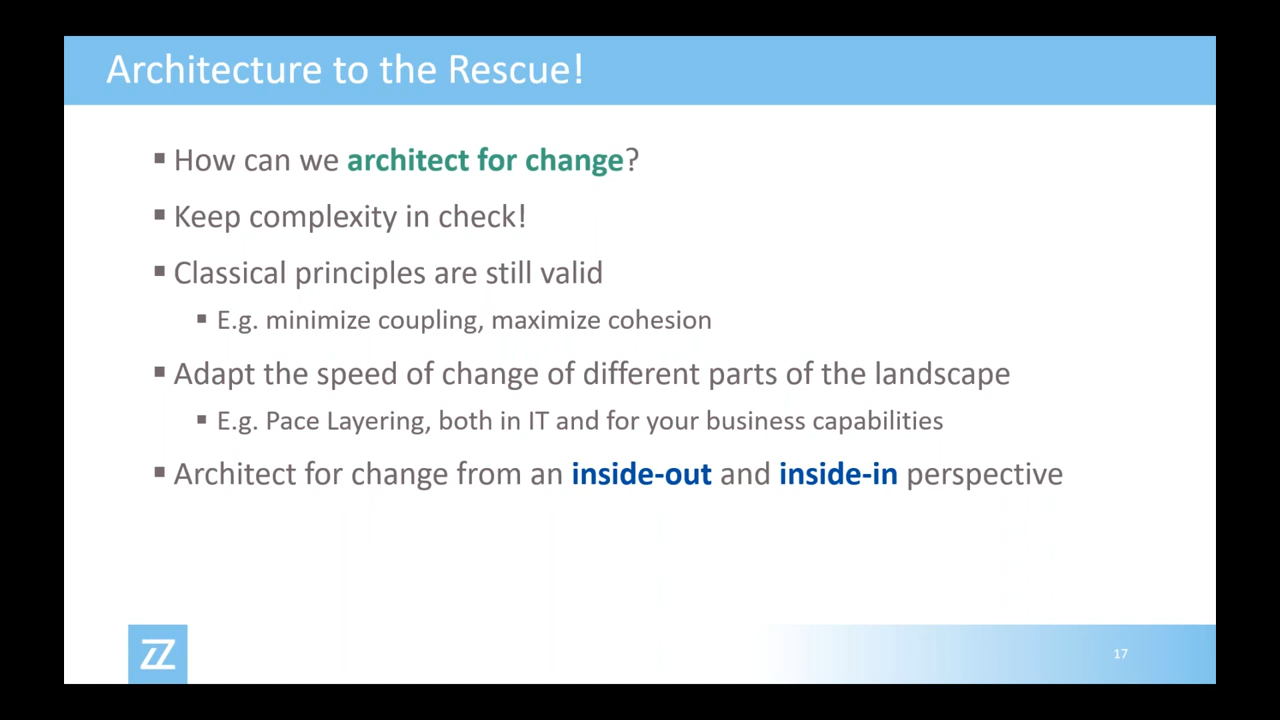 Architecture to the Rescue!
▪ How can we architect for change?
▪ Keep complexity in check!
▪ Classical principles are still valid
▪ E.g. minimize coupling, maximize cohesion
▪ Adapt the speed of change of different parts of the landscape
▪ E.g. Pace Layering, both in IT and for your business capabilities
▪ Architect for change from an inside-out and inside-in perspective
17